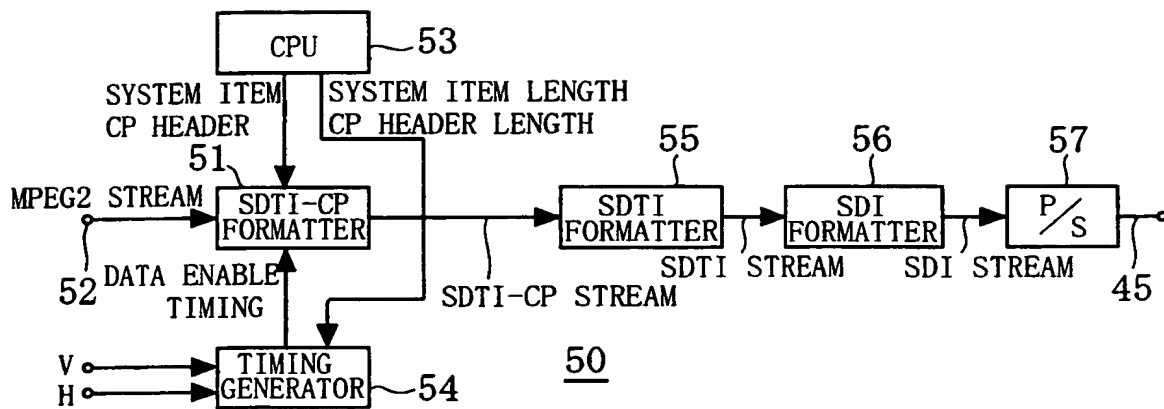 CPU
53
SYSTEM ITEM
CP HEADER
SYSTEM ITEM LENGTH
CP HEADER LENGTH
51
55
56
57
MPEG2 STREAM
SDTI-CP
FORMATTER
SDTI
FORMATTER
SDI
FORMATTER
P/S
52
DATA ENABLE
TIMING
SDTI-CP STREAM
SDTI STREAM
SDI STREAM
45
V
H
TIMING
GENERATOR
54
50